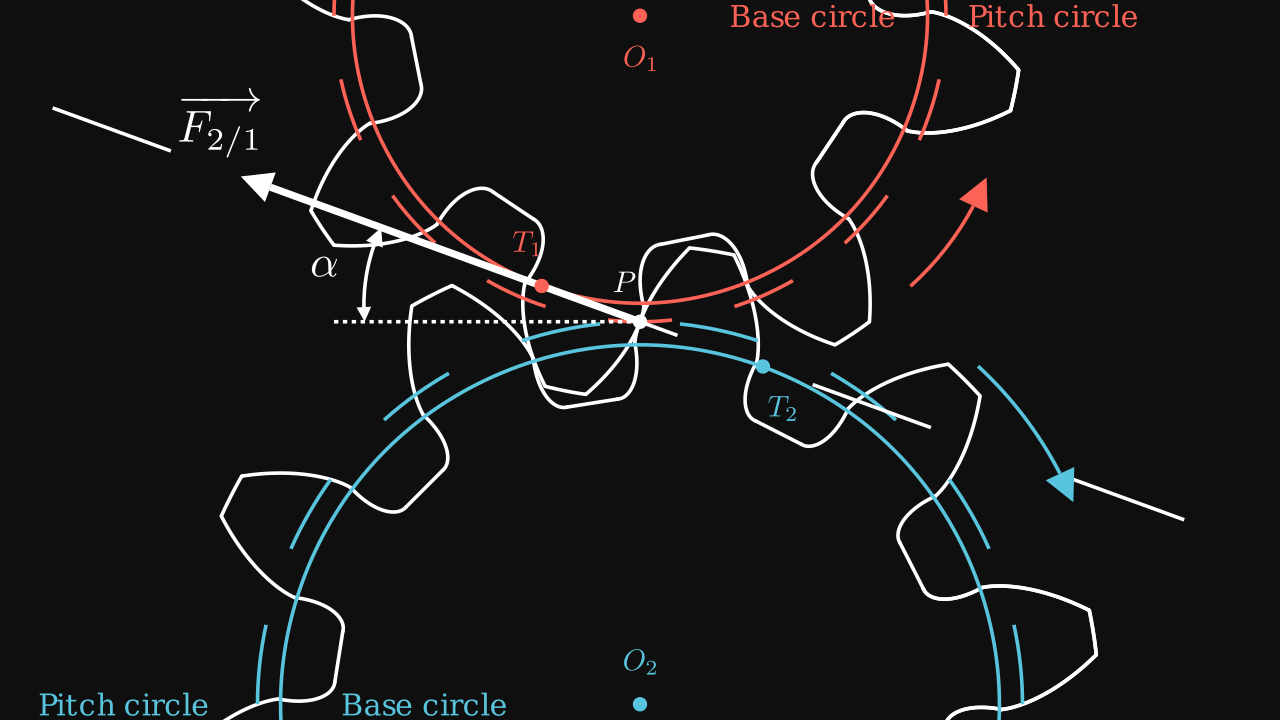 Base circle
Pitch circle
O₁
F₂/₁
T₁
α
P
T₂
O₂
Pitch circle
Base circle